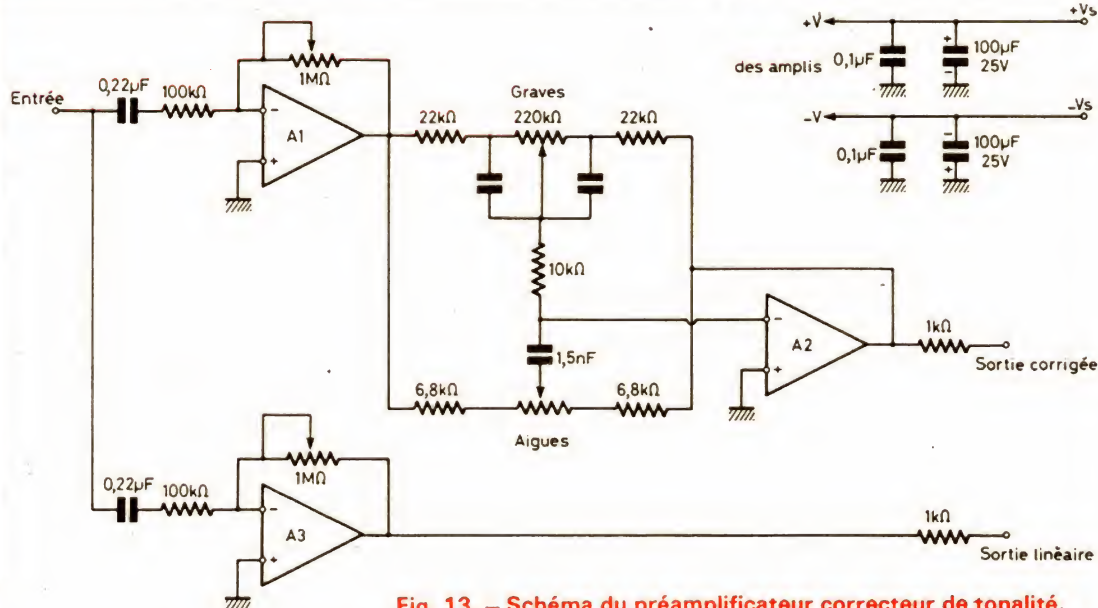 +Vs
+V
des amplis
0,1µF
+
−
100µF
25V
−Vs
−V
0,1µF
−
+
100µF
25V
Entrée
0,22µF
100kΩ
1MΩ
−
A1
+
22kΩ
Graves
220kΩ
22kΩ
10kΩ
1,5nF
6,8kΩ
6,8kΩ
Aigues
−
A2
+
1kΩ
Sortie corrigée
0,22µF
100kΩ
1MΩ
−
A3
+
1kΩ
Sortie linèaire
Fig. 13. – Schéma du préamplificateur correcteur de tonalité.